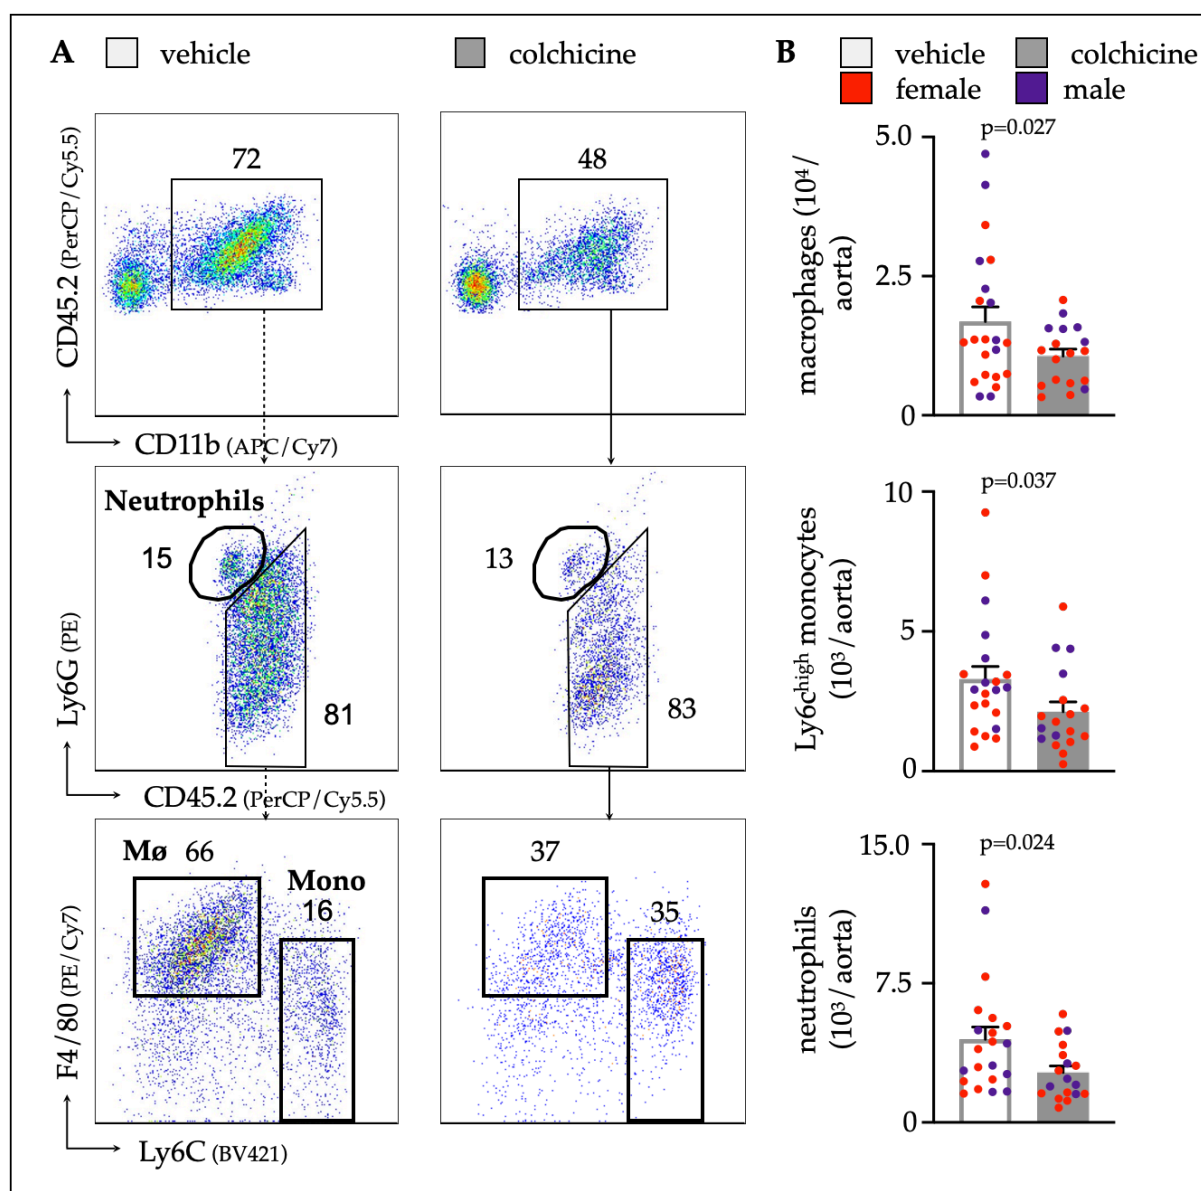 A vehicle colchicine
B vehicle colchicine
female male
CD45.2 (PerCP/Cy5.5)
72
48
CD11b (APC/Cy7)
Neutrophils
15
13
81
83
Ly6G (PE)
CD45.2 (PerCP/Cy5.5)
Mø 66
Mono
16
37
35
F4/80 (PE/Cy7)
Ly6C (BV421)
p=0.027
macrophages (10⁴/
aorta)
5.0
2.5
0
p=0.037
Ly6cʰⁱᵍʰ monocytes
(10³/aorta)
10
5
0
p=0.024
neutrophils
(10³/aorta)
15.0
7.5
0